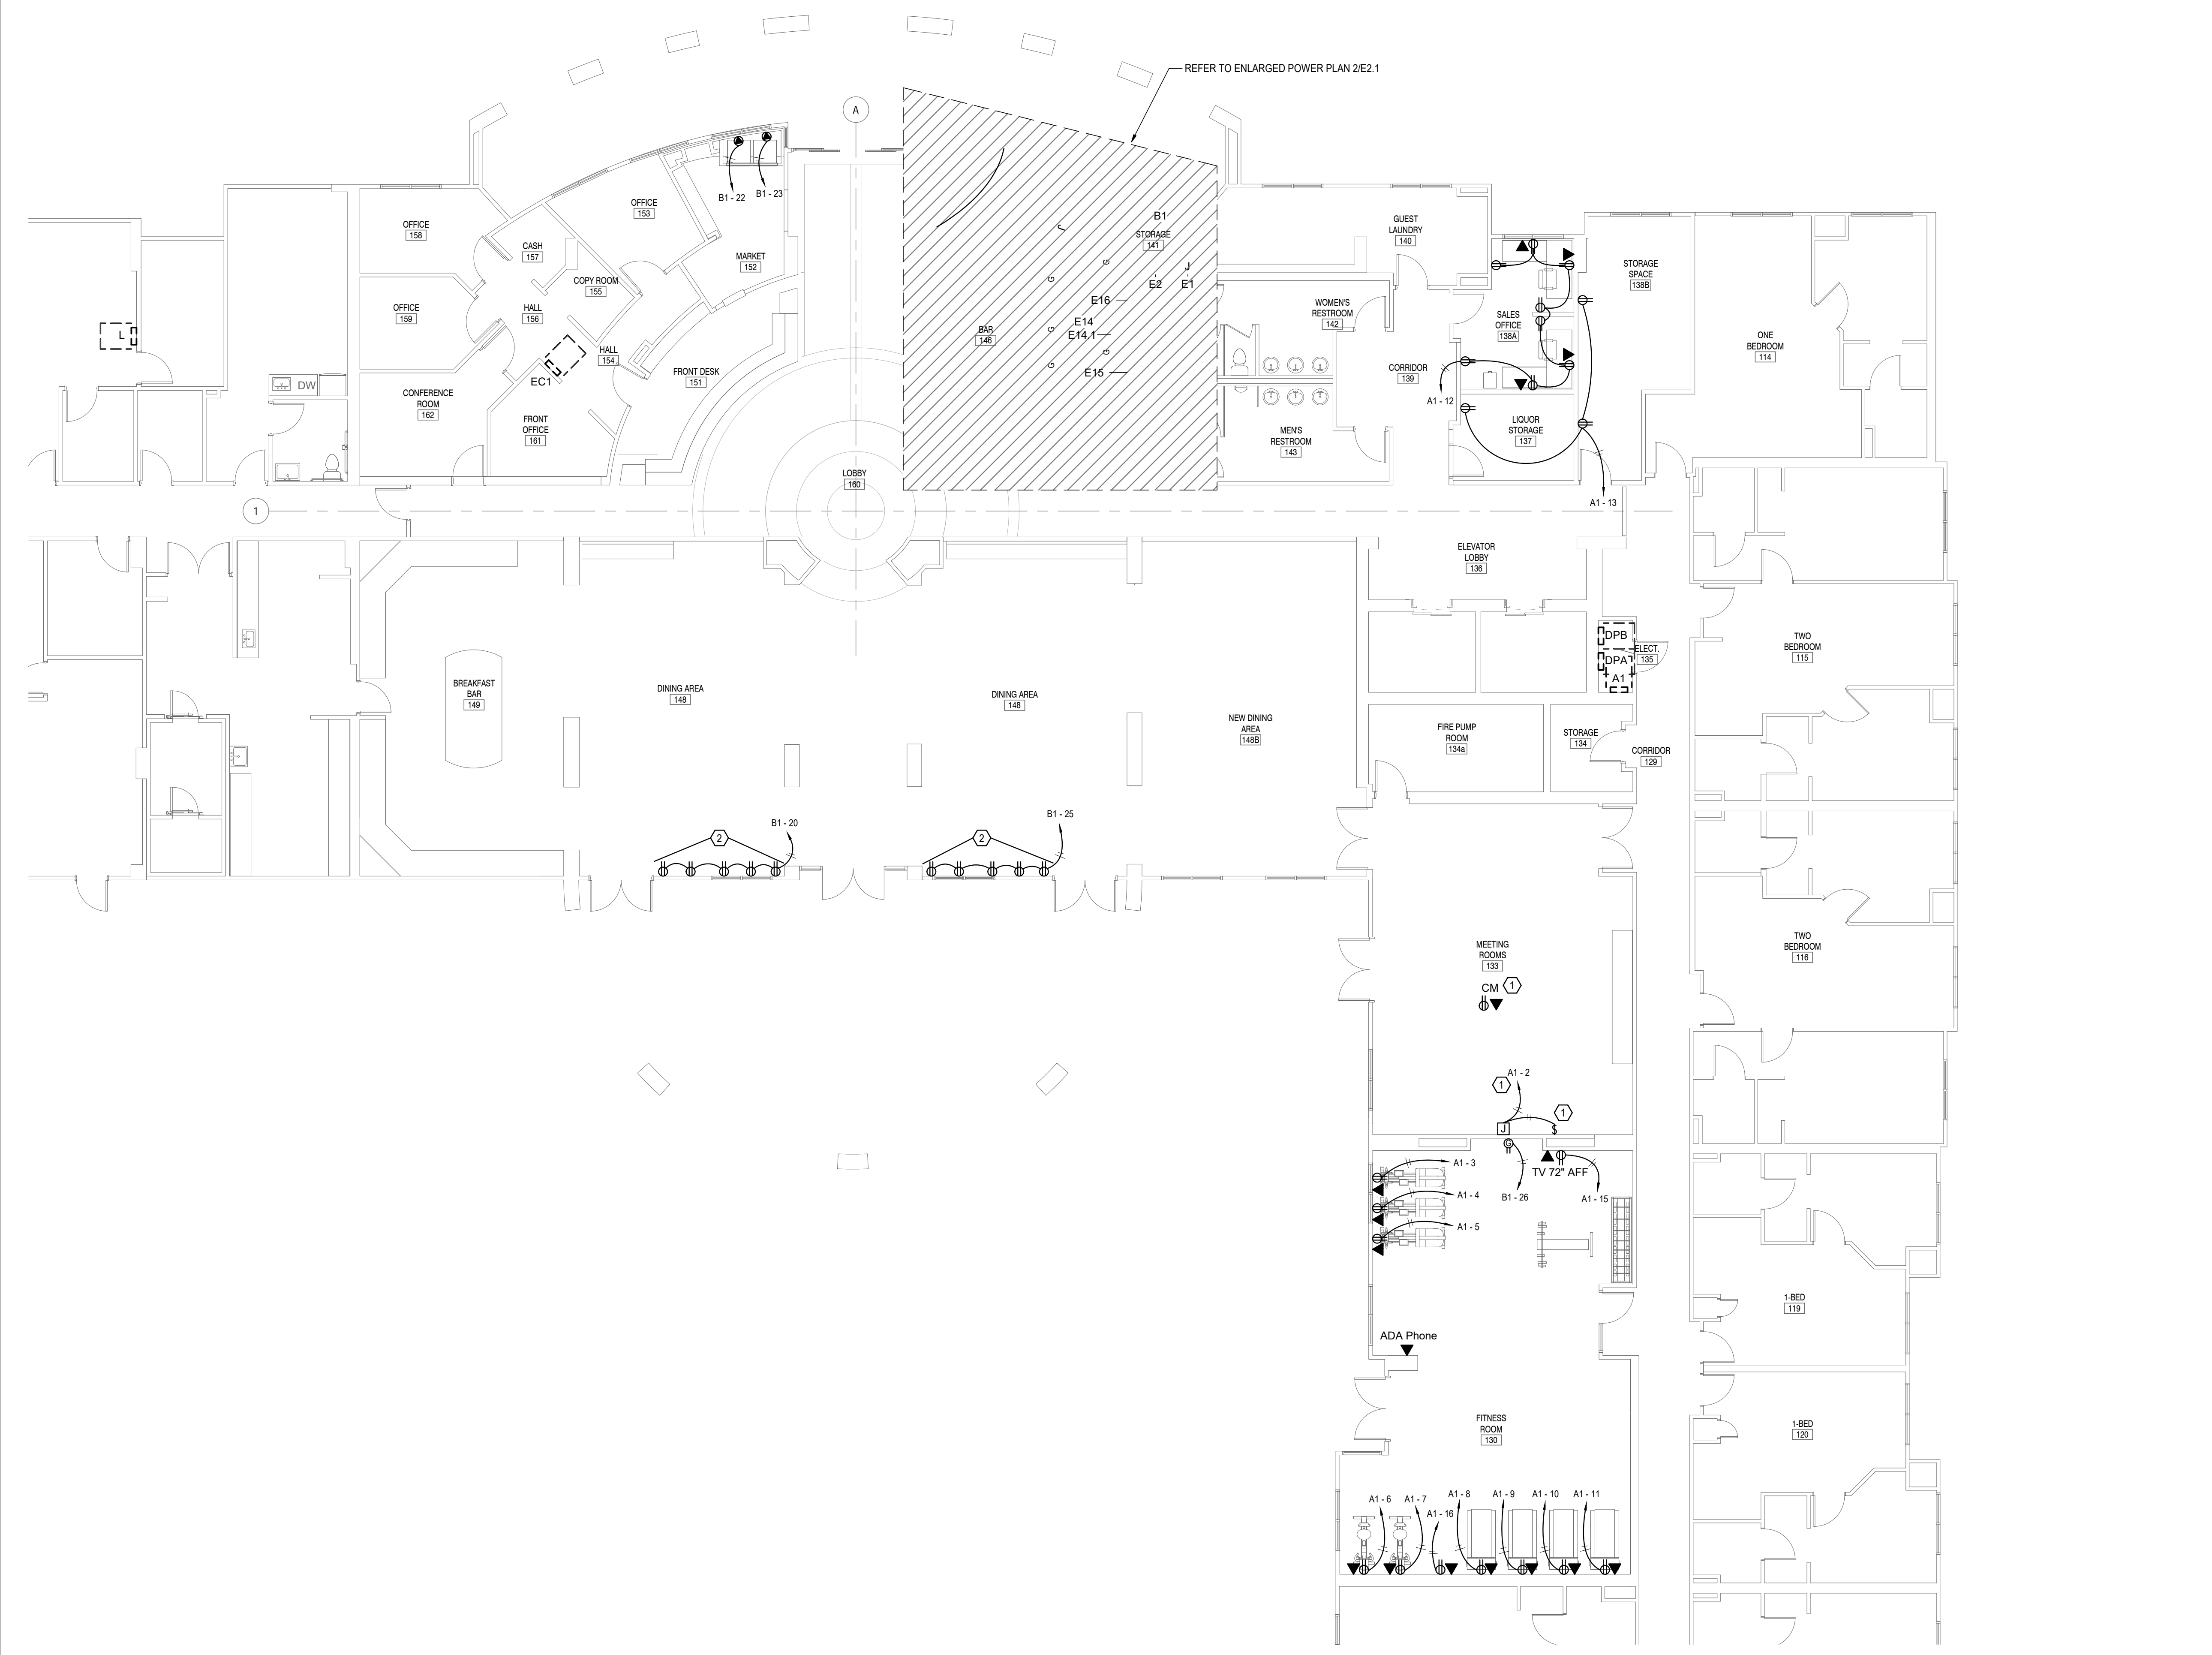 REFER TO ENLARGED POWER PLAN 2/E2.1
A
B1 - 22
B1 - 23
OFFICE
153
OFFICE
158
CASH
157
MARKET
152
COPY ROOM
155
OFFICE
159
HALL
156
HALL
154
EC1
FRONT DESK
151
CONFERENCE
ROOM
162
FRONT
OFFICE
161
L
DW
LOBBY
160
1
B1
STORAGE
141
J
G
G
J
E2
E1
E16
E14
E14.1
G
G
G
E15
BAR
146
GUEST
LAUNDRY
140
WOMEN'S
RESTROOM
142
MEN'S
RESTROOM
143
CORRIDOR
139
A1 - 12
SALES
OFFICE
138A
STORAGE
SPACE
138B
LIQUOR
STORAGE
137
A1 - 13
ONE
BEDROOM
114
ELEVATOR
LOBBY
136
DPB
DPA
A1
ELECT.
135
TWO
BEDROOM
115
BREAKFAST
BAR
149
DINING AREA
148
DINING AREA
148
NEW DINING
AREA
148B
FIRE PUMP
ROOM
134a
STORAGE
134
CORRIDOR
129
2
B1 - 20
2
B1 - 25
MEETING
ROOMS
133
CM
1
TWO
BEDROOM
116
A1 - 2
1
1
J
$
G
TV 72" AFF
A1 - 3
A1 - 4
A1 - 5
B1 - 26
A1 - 15
1-BED
119
ADA Phone
FITNESS
ROOM
130
1-BED
120
A1 - 6
A1 - 7
A1 - 16
A1 - 8
A1 - 9
A1 - 10
A1 - 11